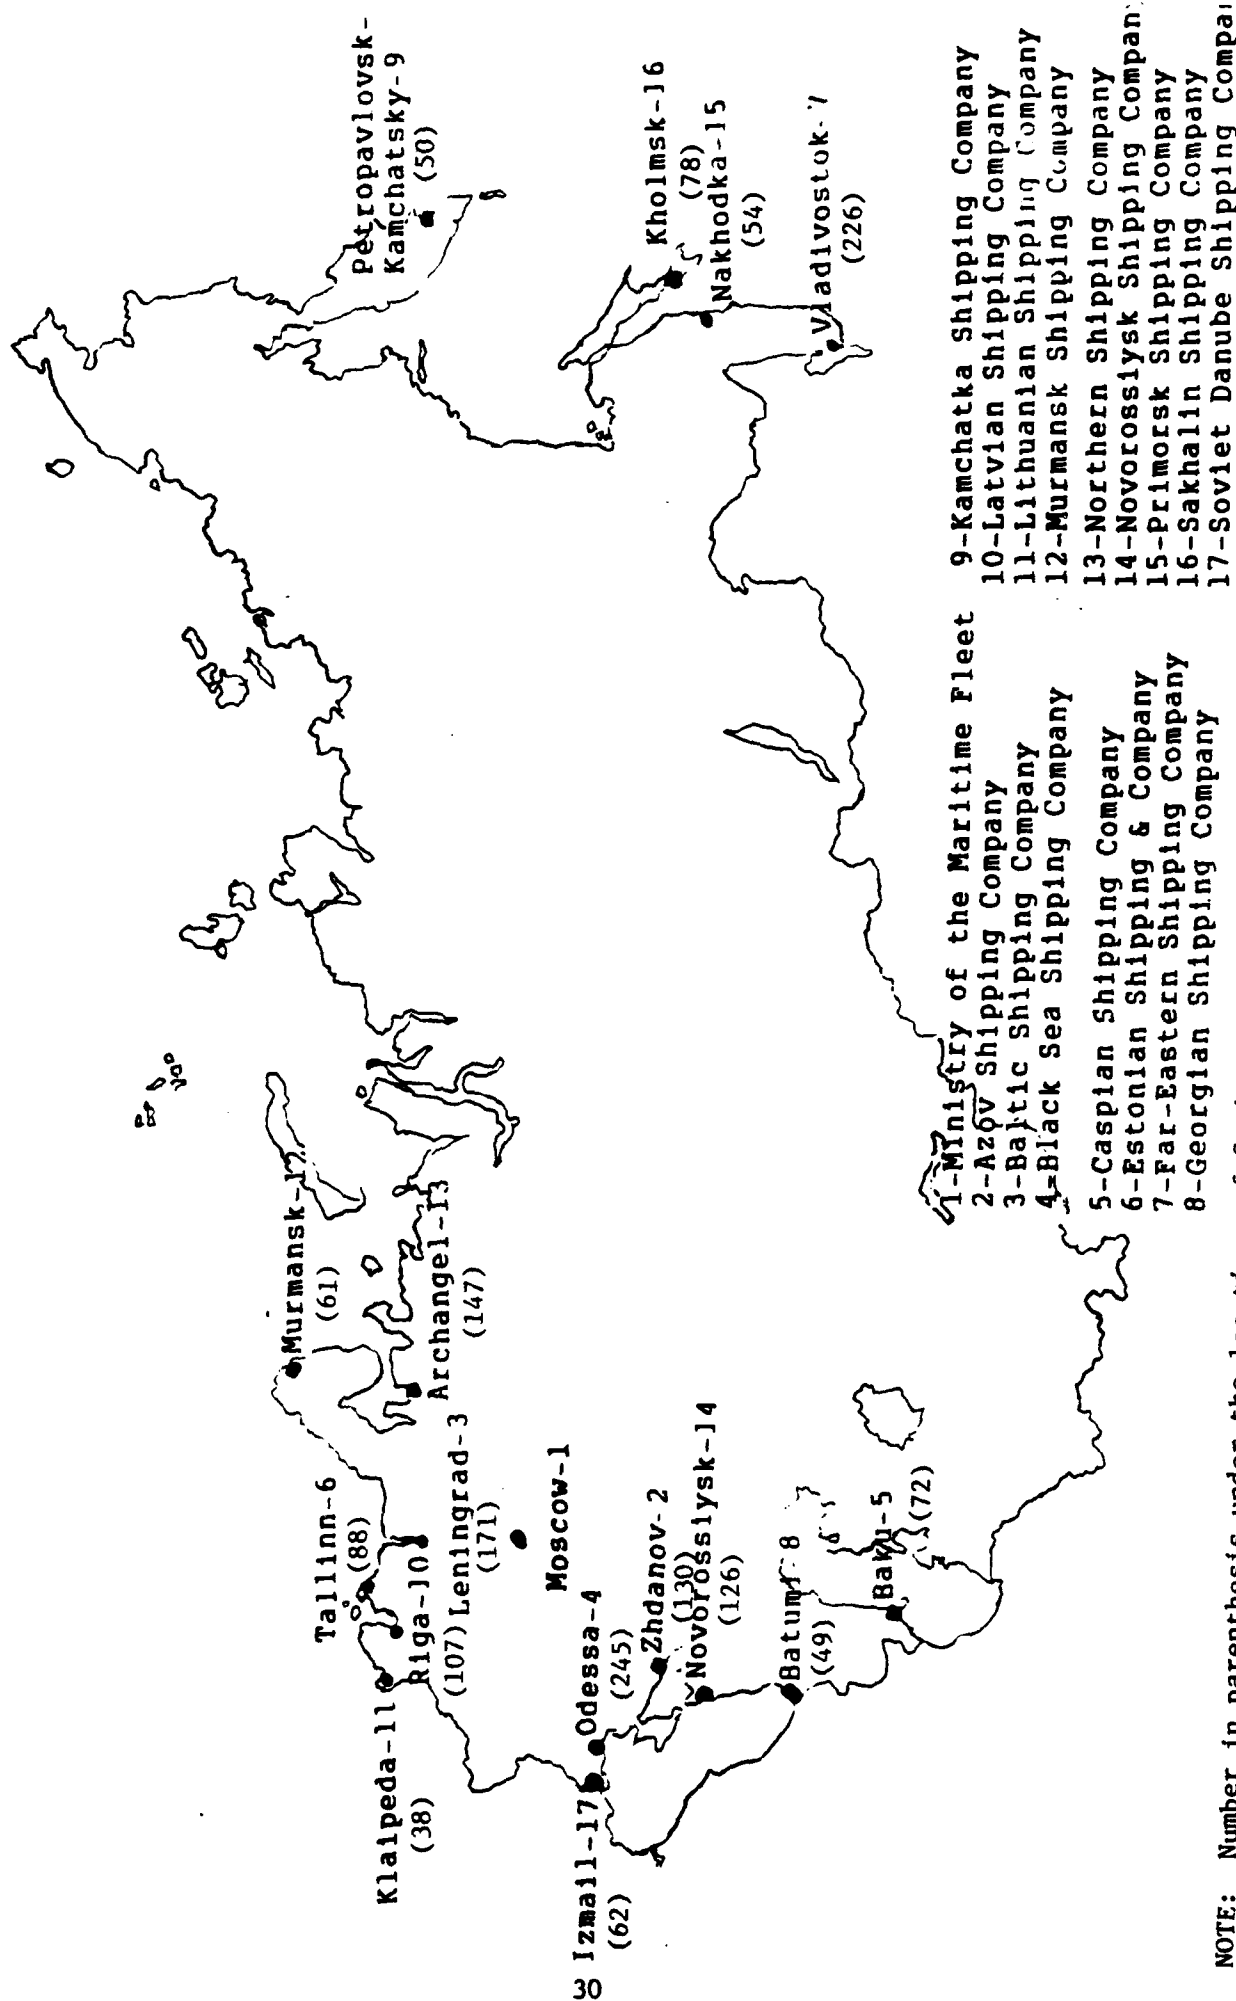 Petropavlovsk-
Kamchatsky-9
(50)
Kholmsk-16
(78)
Nakhodka-15
(54)
Vladivostok-7
(226)
Murmansk-12
(61)
Archangel-13
(147)
Tallinn-6
(88)
Leningrad-3
(171)
Riga-10
(107)
Klaipeda-11
(38)
Moscow-1
Izmail-17
(62)
Odessa-4
(245)
Zhdanov-2
(130)
Novorossiysk-14
(126)
Batumi-8
(49)
Baku-5
(72)
1-Ministry of the Maritime Fleet
2-Azov Shipping Company
3-Baltic Shipping Company
4-Black Sea Shipping Company
5-Caspian Shipping Company
6-Estonian Shipping & Company
7-Far-Eastern Shipping Company
8-Georgian Shipping Company
9-Kamchatka Shipping Company
10-Latvian Shipping Company
11-Lithuanian Shipping Company
12-Murmansk Shipping Company
13-Northern Shipping Company
14-Novorossiysk Shipping Compan
15-Primorsk Shipping Company
16-Sakhalin Shipping Company
17-Soviet Danube Shipping Compa
NOTE: Number in parenthesis under the
30